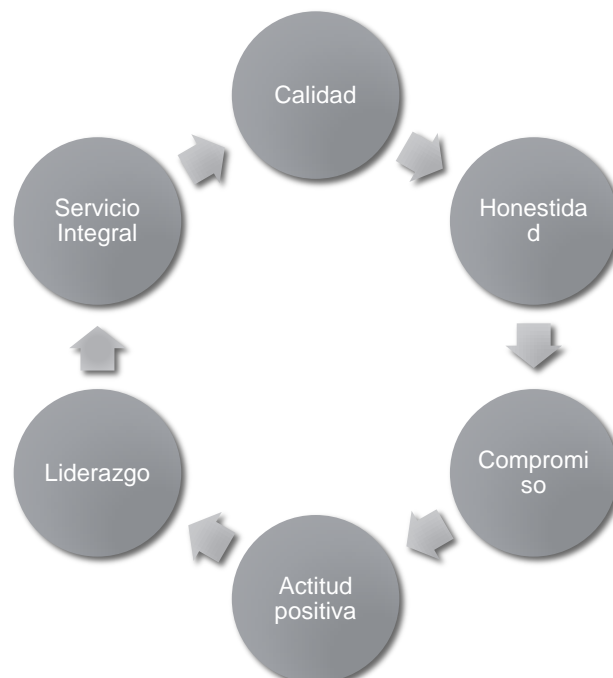 Calidad
Honestida
d
Compromi
so
Actitud
positiva
Liderazgo
Servicio
Integral